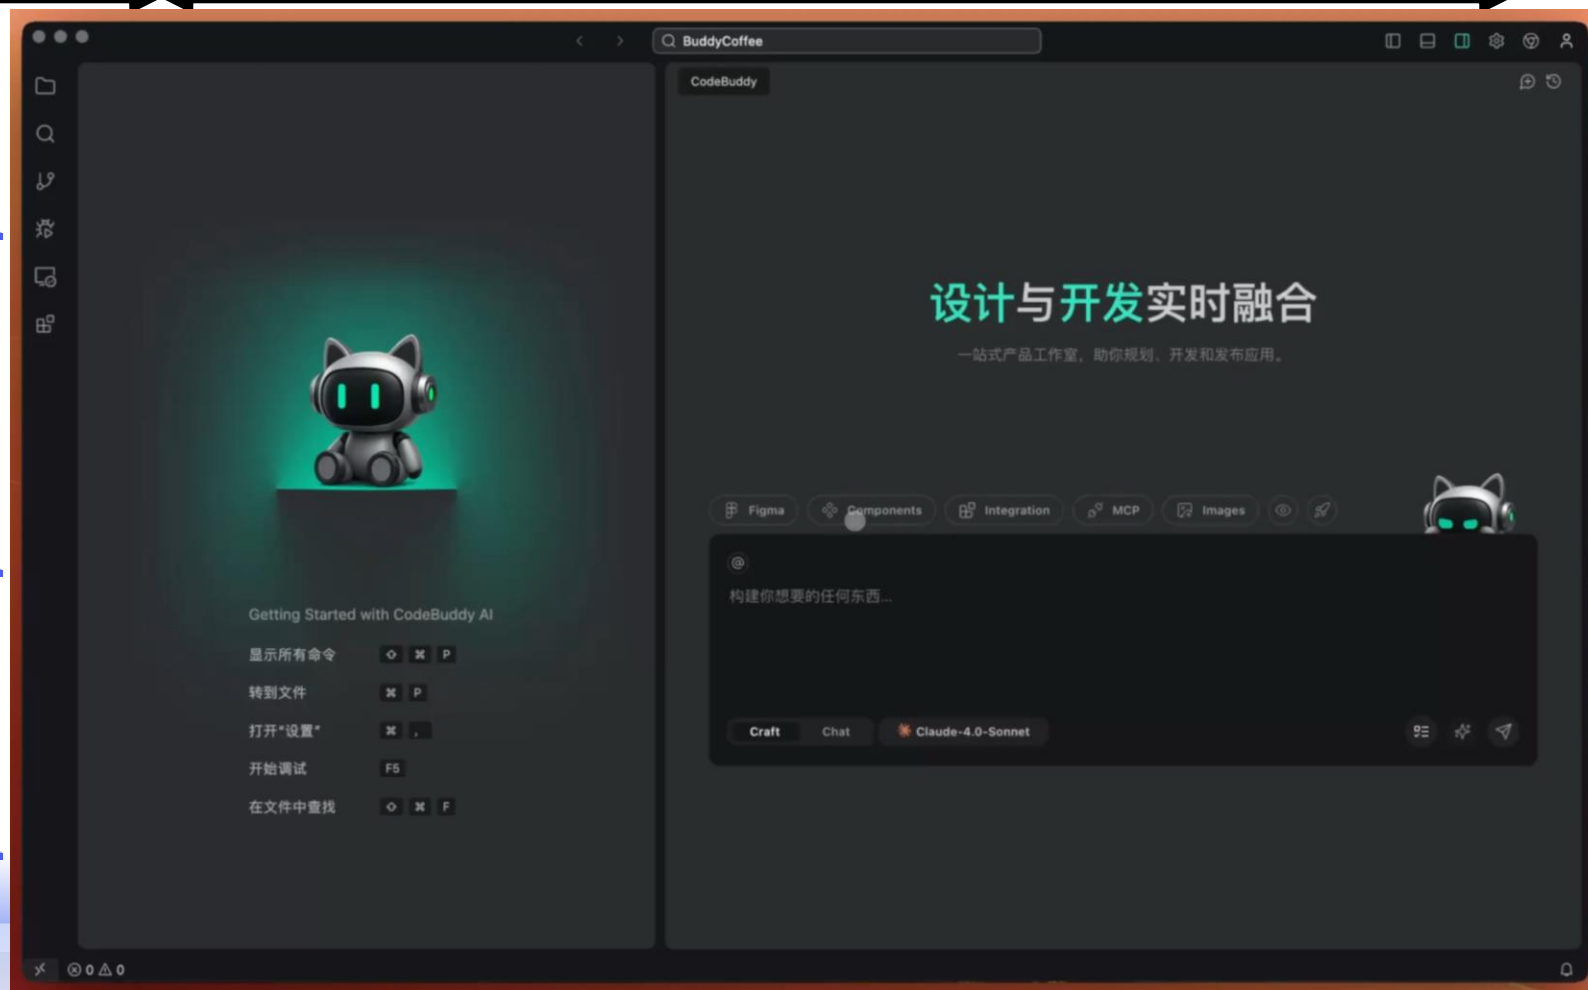 BuddyCoffee
CodeBuddy
设计与开发实时融合
一站式产品工作室，助你规划、开发和发布应用。
Figma
Components
Integration
MCP
Images
@
构建你想要的任何东西...
Craft
Chat
Claude-4.0-Sonnet
Getting Started with CodeBuddy AI
显示所有命令 ⇧ ⌘ P
转到文件 ⌘ P
打开“设置” ⌘ ,
开始调试 F5
在文件中查找 ⇧ ⌘ F
0 0